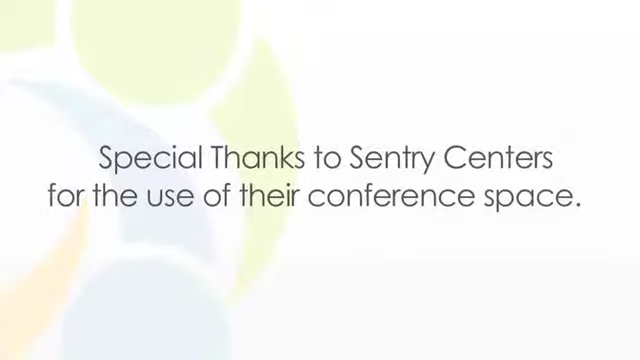 Special Thanks to Sentry Centers
for the use of their conference space.